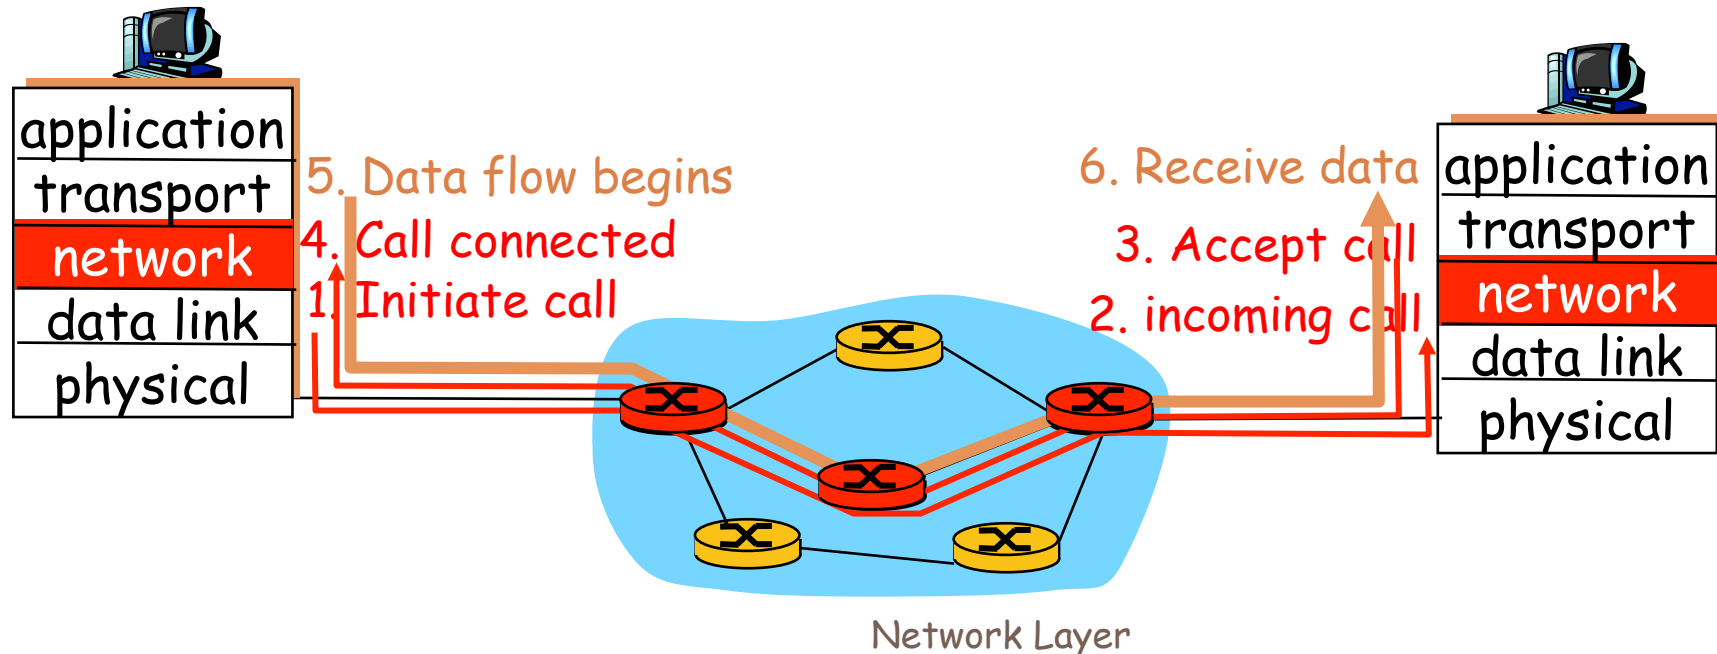 application
transport
network
data link
physical
5. Data flow begins
4. Call connected
1. Initiate call
6. Receive data
3. Accept call
2. incoming call
application
transport
network
data link
physical
Network Layer